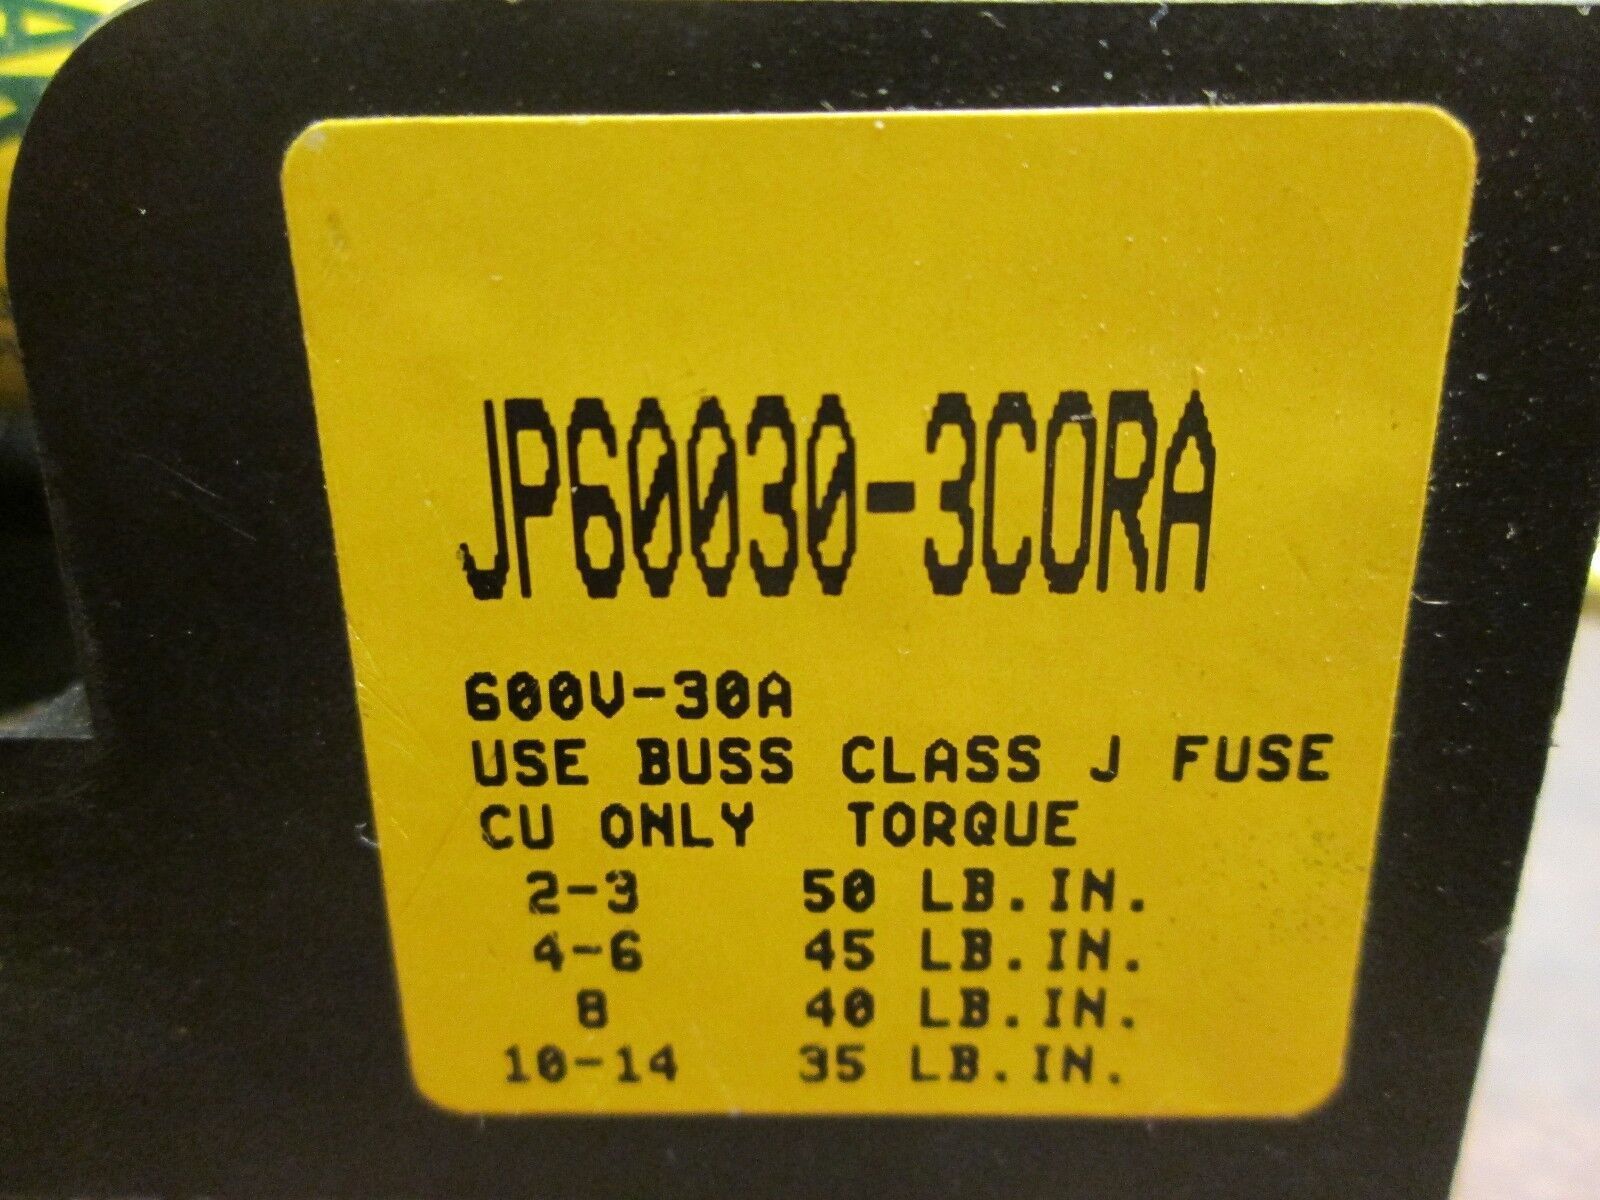 JP60030-3CORA
600V-30A
USE BUSS CLASS J FUSE
CU ONLY TORQUE
2-3 50 LB.IN.
4-6 45 LB.IN.
8 40 LB.IN.
10-14 35 LB.IN.